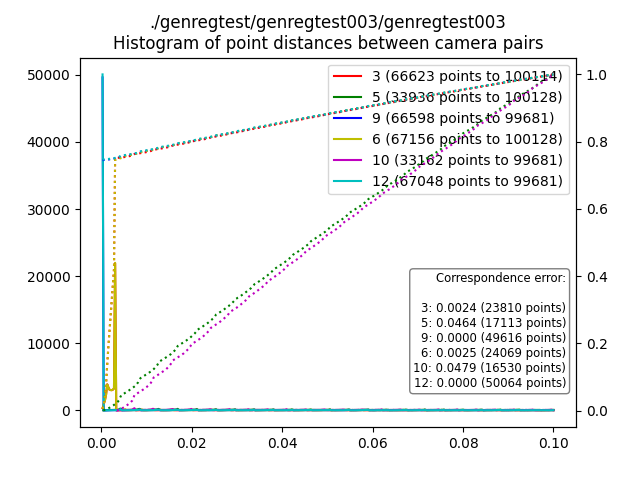 ./genregtest/genregtest003/genregtest003
Histogram of point distances between camera pairs
50000
40000
30000
20000
10000
0
1.0
0.8
0.6
0.4
0.2
0.0
3 (66623 points to 100114)
5 (33936 points to 100128)
9 (66598 points to 99681)
6 (67156 points to 100128)
10 (33162 points to 99681)
12 (67048 points to 99681)
Correspondence error:
3: 0.0024 (23810 points)
5: 0.0464 (17113 points)
9: 0.0000 (49616 points)
6: 0.0025 (24069 points)
10: 0.0479 (16530 points)
12: 0.0000 (50064 points)
0.00 0.02 0.04 0.06 0.08 0.10